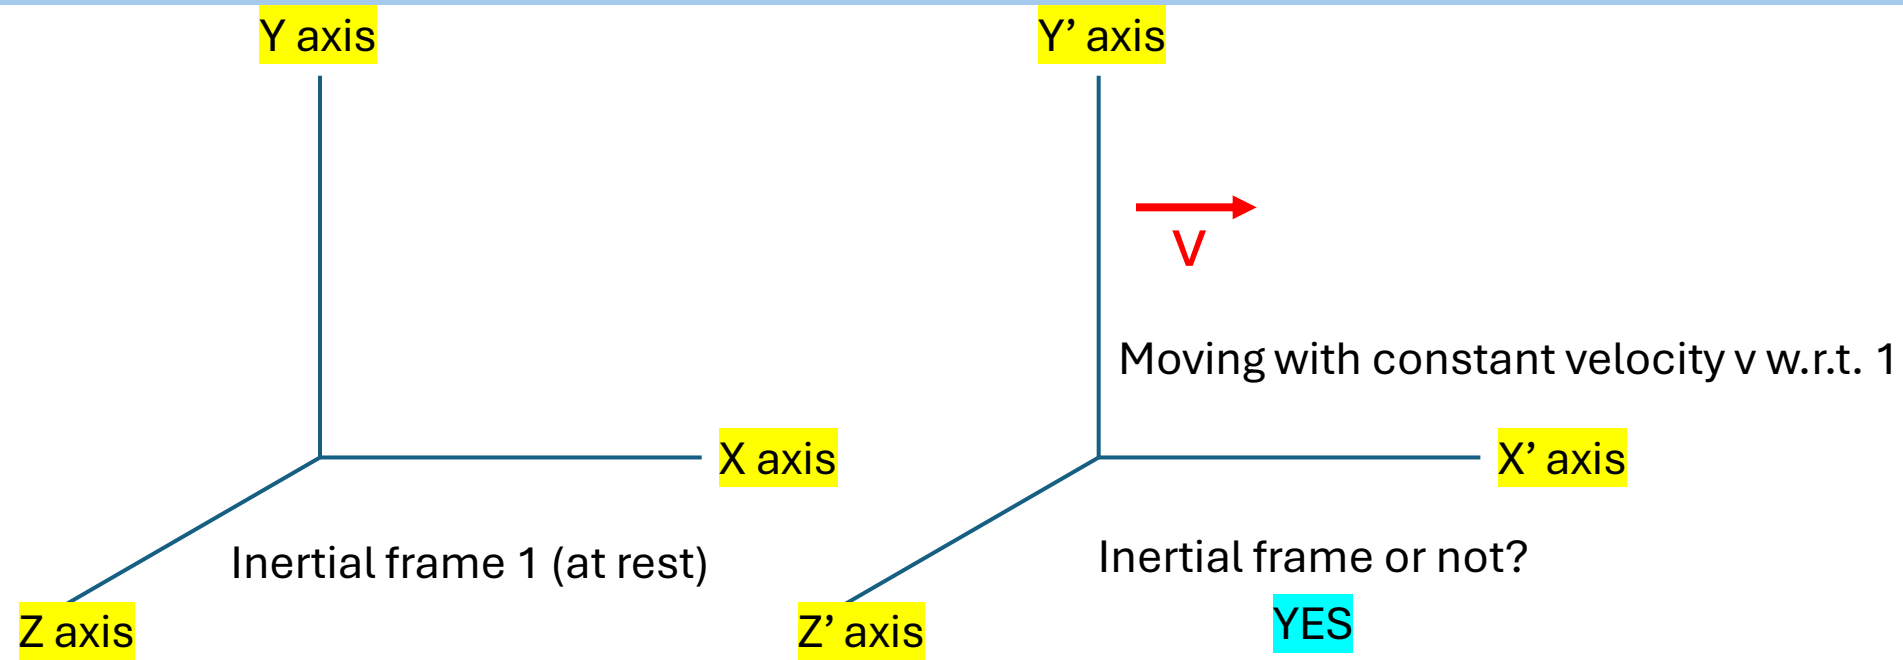 Y axis
Y’ axis
V
Moving with constant velocity v w.r.t. 1
X axis
X’ axis
Inertial frame 1 (at rest)
Inertial frame or not?
Z axis
Z’ axis
YES